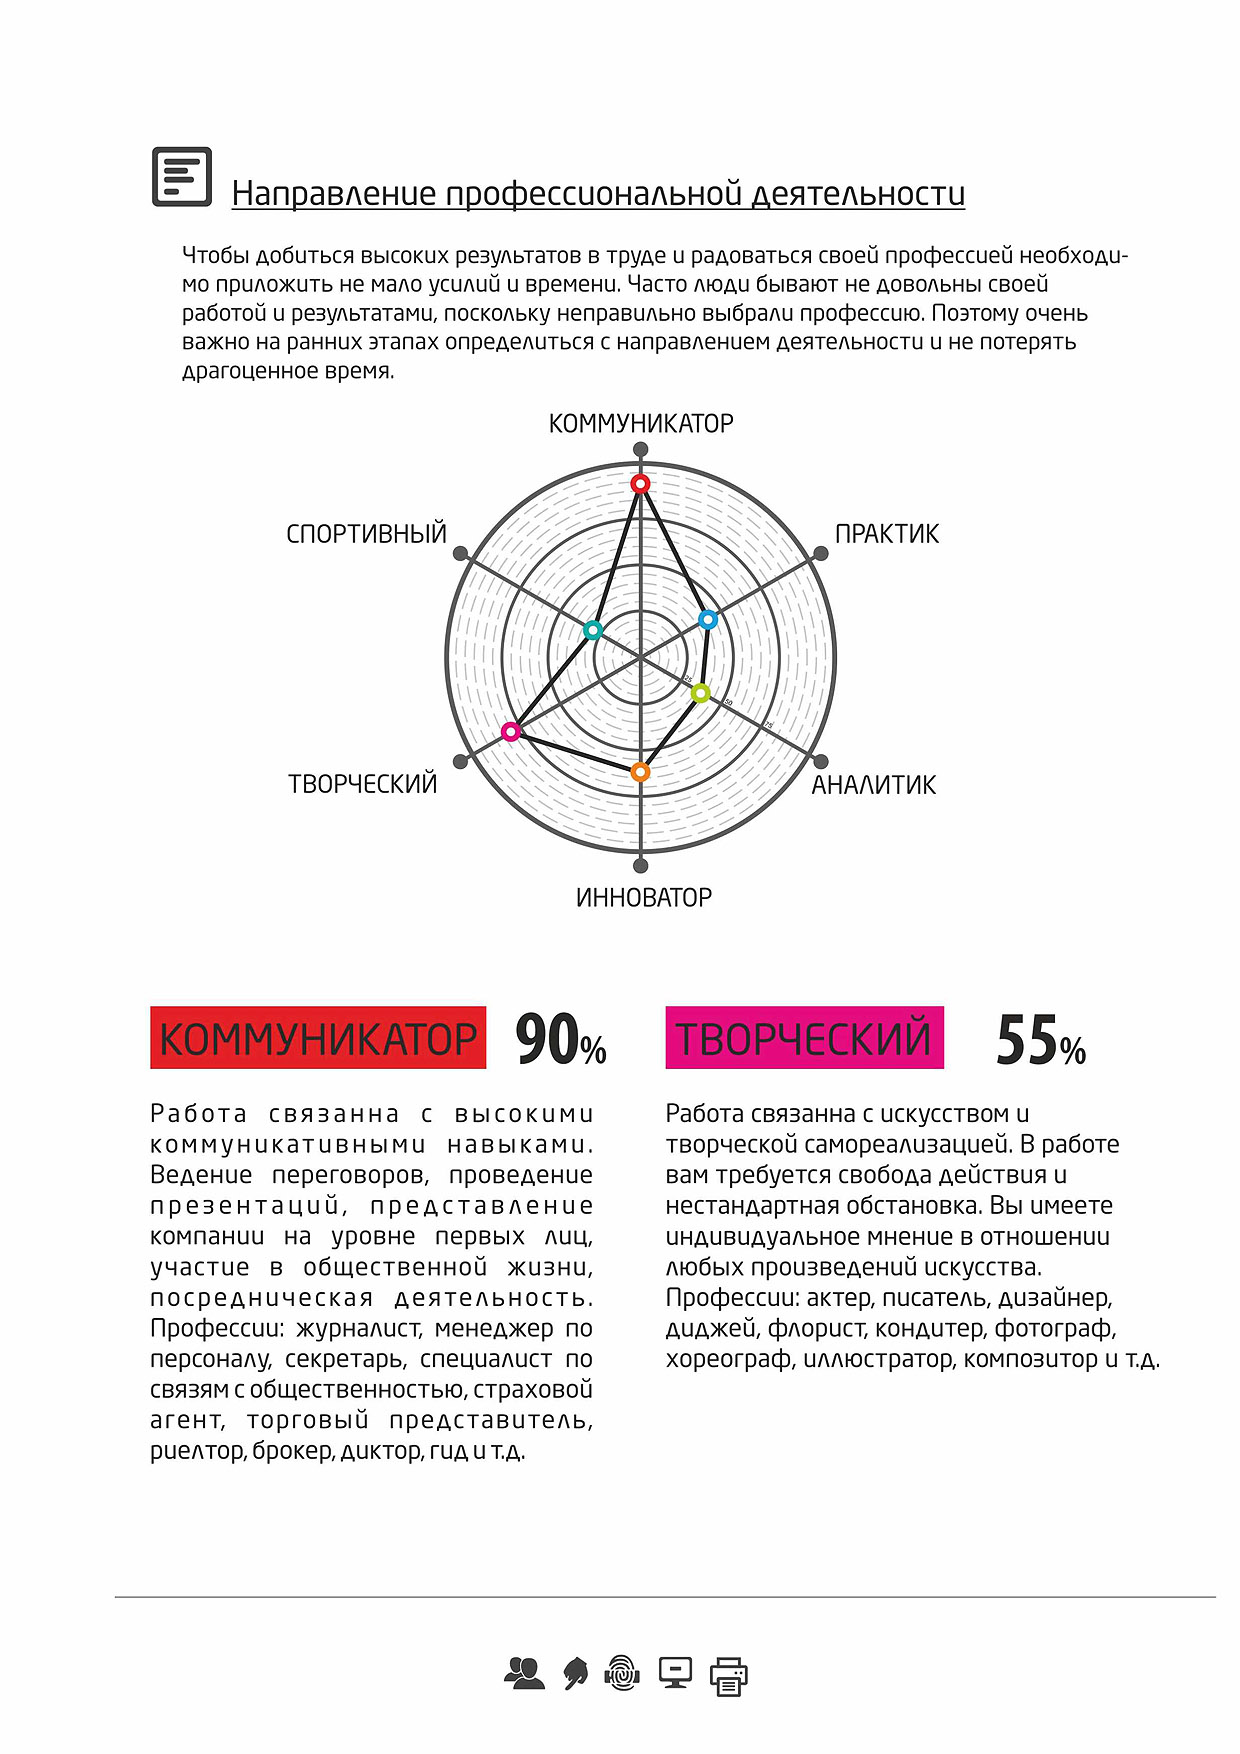 Направление профессиональной деятельности
Чтобы добиться высоких результатов в труде и радоваться своей профессией необходи-
мо приложить не мало усилий и времени. Часто люди бывают не довольны своей
работой и результатами, поскольку неправильно выбрали профессию. Поэтому очень
важно на ранних этапах определиться с направлением деятельности и не потерять
драгоценное время.
КОММУНИКАТОР
СПОРТИВНЫЙ
ПРАКТИК
25
50
75
ТВОРЧЕСКИЙ
АНАЛИТИК
ИННОВАТОР
КОММУНИКАТОР 90%
Работа связанна с высокими
коммуникативными навыками.
Ведение переговоров, проведение
презентаций, представление
компании на уровне первых лиц,
участие в общественной жизни,
посредническая деятельность.
Профессии: журналист, менеджер по
персоналу, секретарь, специалист по
связям с общественностью, страховой
агент, торговый представитель,
риелтор, брокер, диктор, гид и т.д.
ТВОРЧЕСКИЙ 55%
Работа связанна с искусством и
творческой самореализацией. В работе
вам требуется свобода действия и
нестандартная обстановка. Вы имеете
индивидуальное мнение в отношении
любых произведений искусства.
Профессии: актер, писатель, дизайнер,
диджей, флорист, кондитер, фотограф,
хореограф, иллюстратор, композитор и т.д.